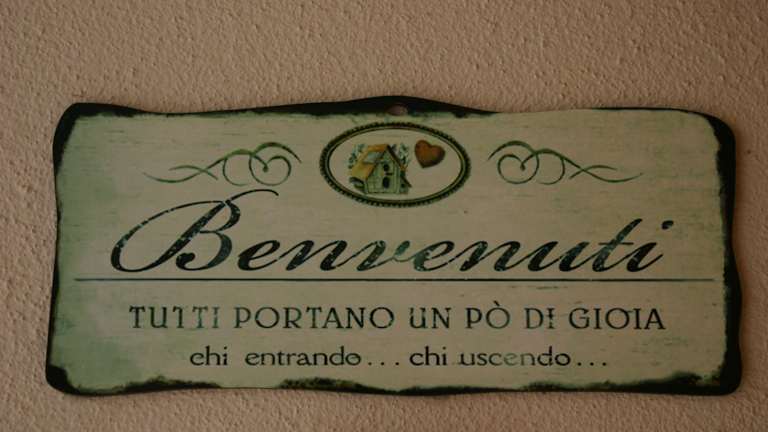 Benvenuti
TUTTI PORTANO UN PÒ DI GIOIA
chi entrando... chi uscendo...